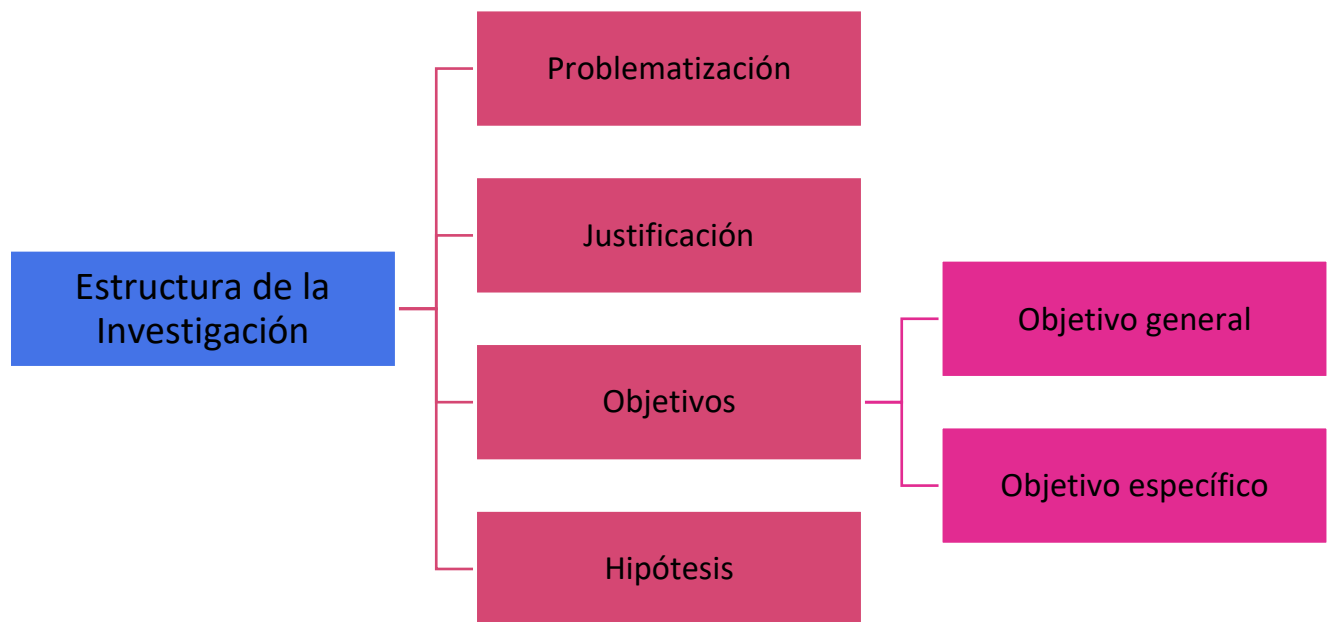 Problematización
Justificación
Estructura de la
Investigación
Objetivo general
Objetivos
Objetivo específico
Hipótesis